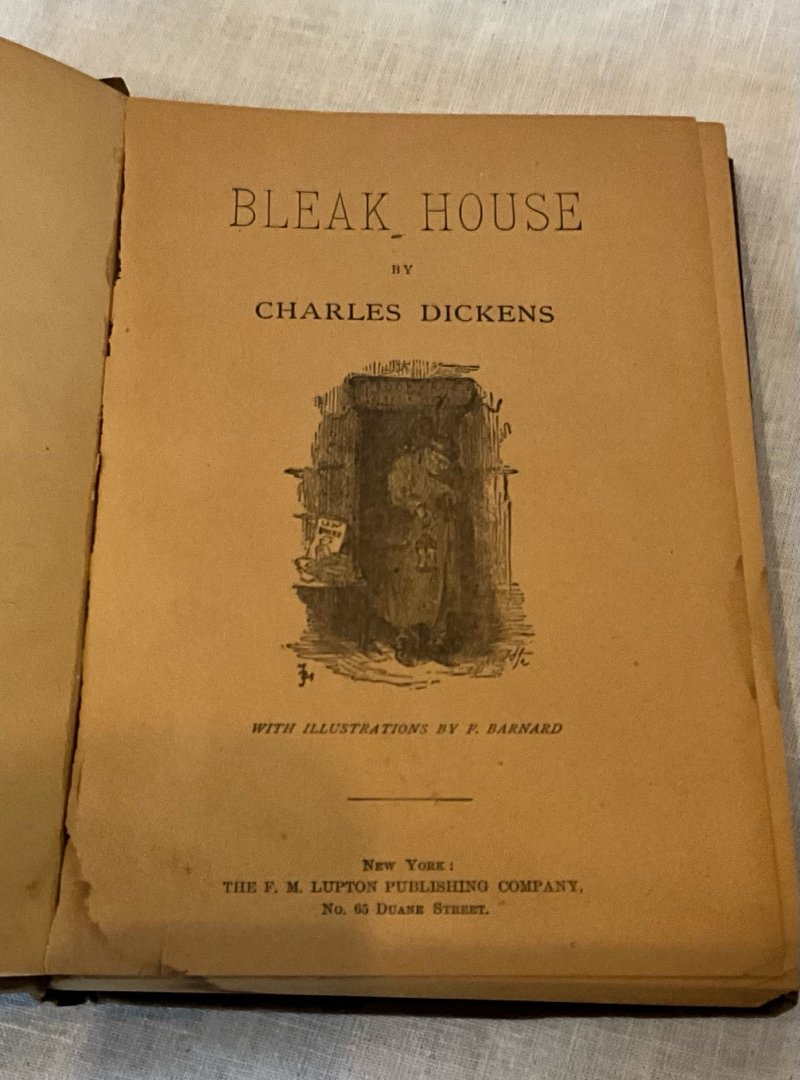 BLEAK HOUSE
BY
CHARLES DICKENS
WITH ILLUSTRATIONS BY F. BARNARD
NEW YORK:
THE F. M. LUPTON PUBLISHING COMPANY,
NO. 65 DUANE STREET.